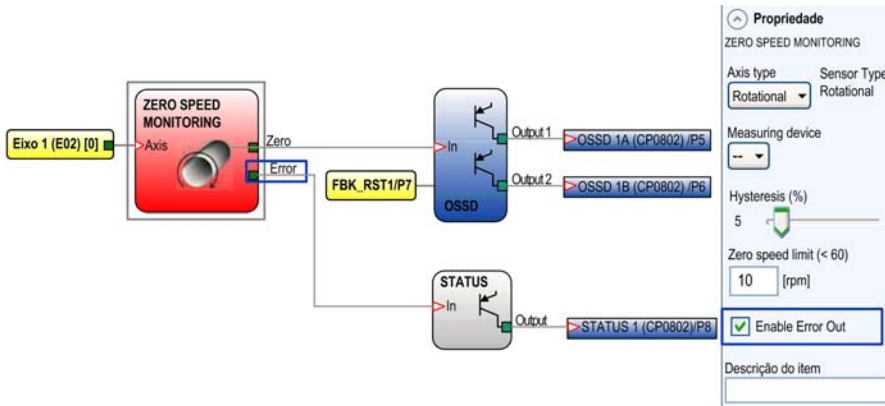 ZERO SPEED
MONITORING
Eixo 1 (E02) [0]
Axis
Zero
Error
In
FBK_RST1/P7
OSSD
Output 1
OSSD 1A (CP0802) /P5
Output 2
OSSD 1B (CP0802) /P6
STATUS
In
Output
STATUS 1 (CP0802)/P8
Propriedade
ZERO SPEED MONITORING
Axis type
Sensor Type
Rotational
Rotational
Measuring device
--
Hysteresis (%)
5
Zero speed limit (< 60)
10 [rpm]
Enable Error Out
Descrição do item